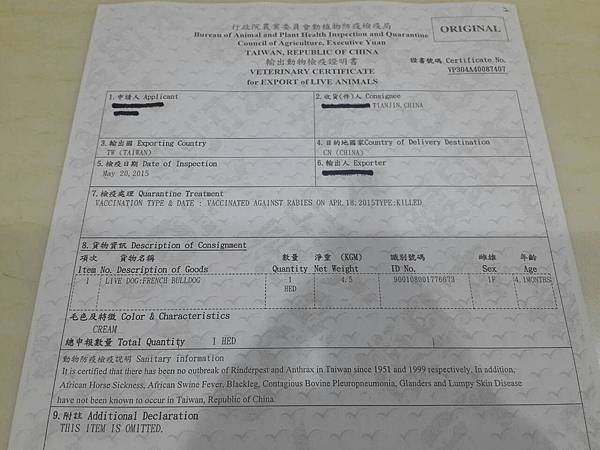 行政院農業委員會動植物防疫檢疫局
Bureau of Animal and Plant Health Inspection and Quarantine
Council of Agriculture, Executive Yuan
TAIWAN, REPUBLIC OF CHINA
輸出動物檢疫證明書
VETERINARY CERTIFICATE
for EXPORT of LIVE ANIMALS
ORIGINAL
證書號碼 Certificate No.
VP304A40087407
1.申請人 Applicant
2.收貨(件)人 Consignee
TIANJIN,CHINA
3.輸出國 Exporting Country
TW (TAIWAN)
4.目的地國家Country of Delivery Destination
CN (CHINA)
5.檢疫日期 Date of Inspection
May 20, 2015
6.輸出人 Exporter
7.檢疫處理 Quarantine Treatment
VACCINATION TYPE & DATE : VACCINATED AGAINST RABIES ON APR.18.2015TYPE:KILLED
8.貨物資訊 Description of Consignment
項次 貨物名稱 數量 淨重 (KGM) 識別號碼 雌雄 年齡
Item No. Description of Goods Quantity Net Weight ID No. Sex Age
1 LIVE DOG:FRENCH BULLDOG 1 4.5 900108001776673 1F 4.1MONTHS
HED
毛色及特徵 Color & Characteristics
CREAM
總申報數量 Total Quantity 1 HED
動物防疫檢疫說明 Sanitary information
It is certified that there has been no outbreak of Rinderpest and Anthrax in Taiwan since 1951 and 1999 respectively. In addition,
African Horse Sickness, African Swine Fever, Blackleg, Contagious Bovine Pleuropneumonia, Glanders and Lumpy Skin Disease
have not been known to occur in Taiwan, Republic of China.
9.附註 Additional Declaration
THIS ITEM IS OMITTED.